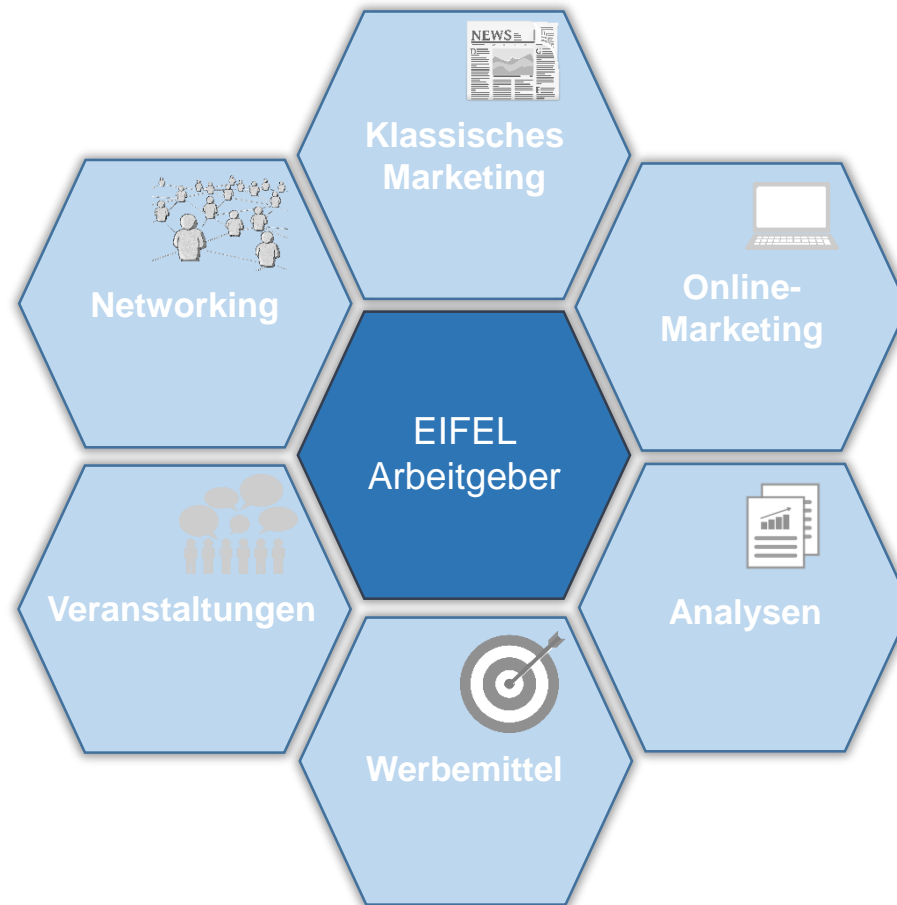 NEWS
Klassisches
Marketing
Networking
Online-
Marketing
EIFEL
Arbeitgeber
Veranstaltungen
Analysen
Werbemittel